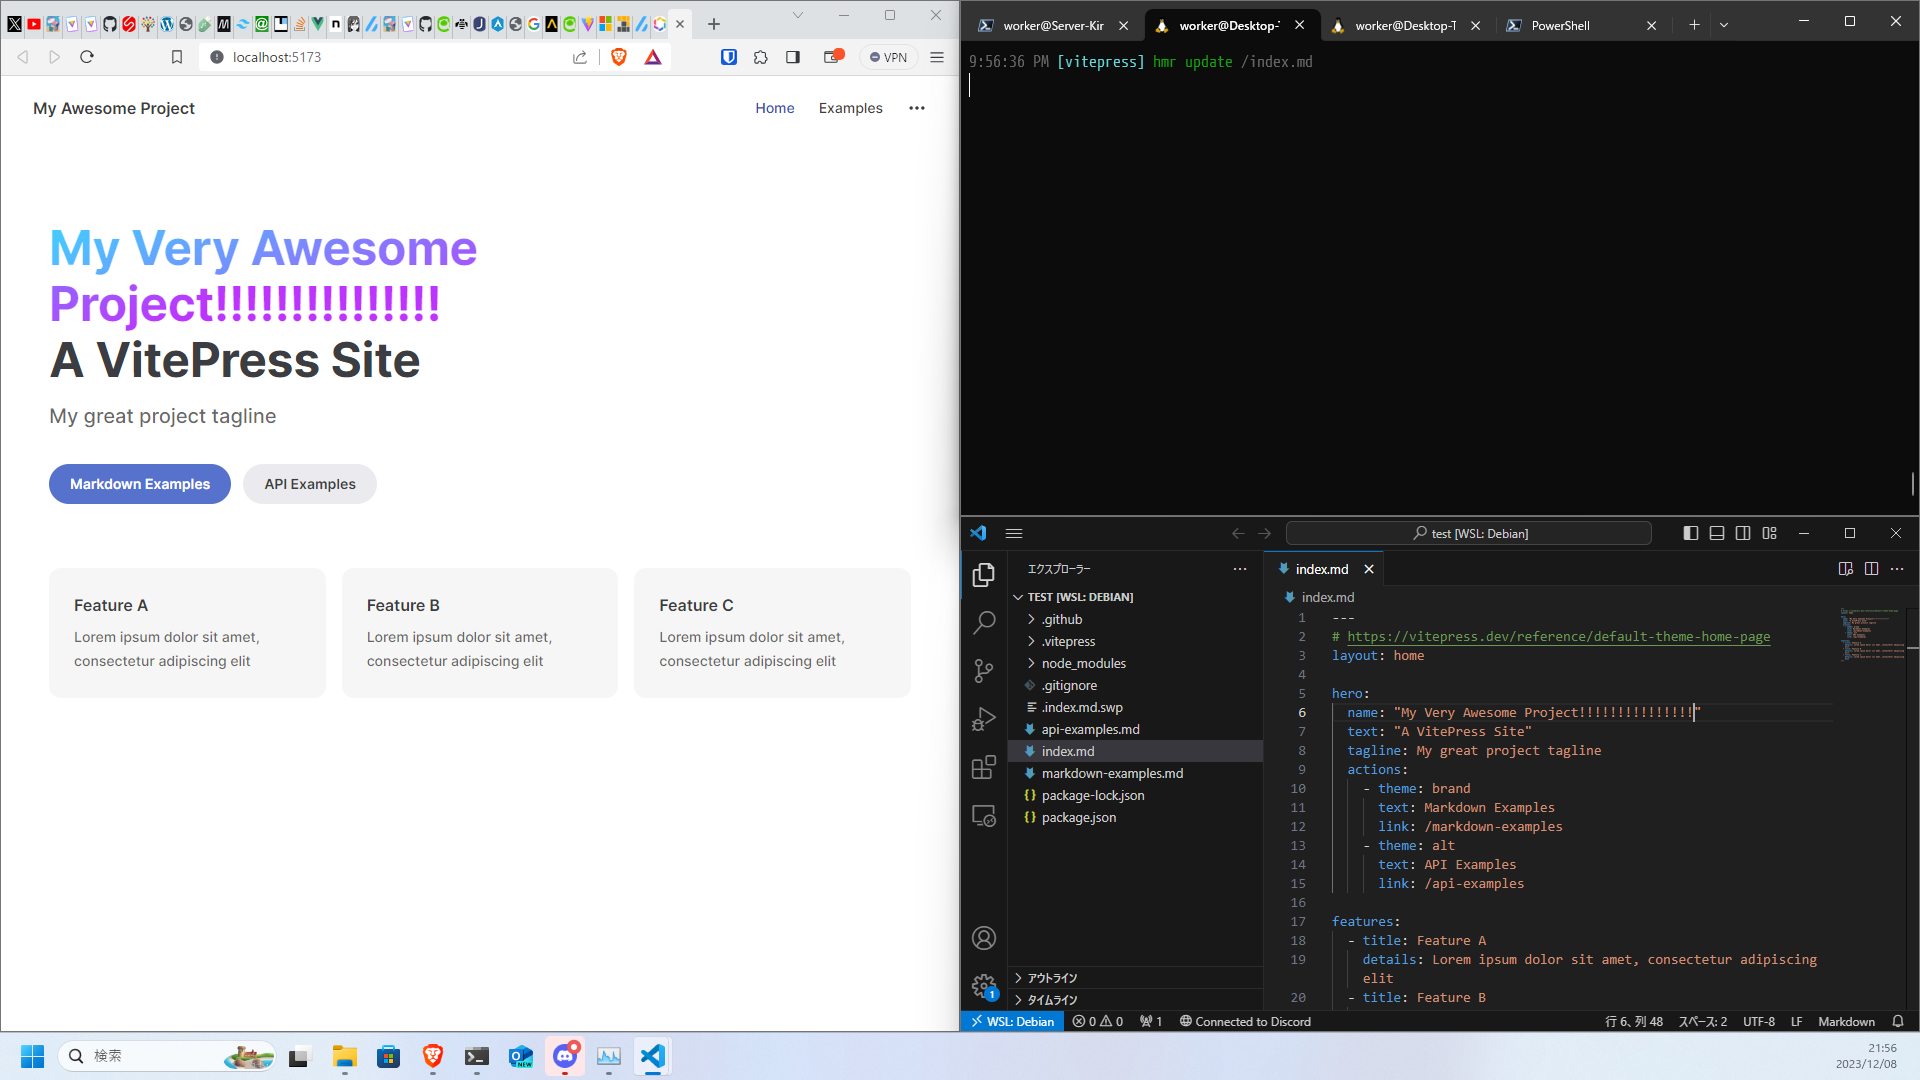 localhost:5173
VPN
My Awesome Project
Home
Examples
My Very Awesome
Project!!!!!!!!!!!!!!!
A VitePress Site
My great project tagline
Markdown Examples
API Examples
Feature A
Lorem ipsum dolor sit amet,
consectetur adipiscing elit
Feature B
Lorem ipsum dolor sit amet,
consectetur adipiscing elit
Feature C
Lorem ipsum dolor sit amet,
consectetur adipiscing elit
worker@Server-Kir
worker@Desktop-
worker@Desktop-T
PowerShell
9:56:36 PM [vitepress] hmr update /index.md
test [WSL: Debian]
エクスプローラー
TEST [WSL: DEBIAN]
.github
.vitepress
node_modules
.gitignore
.index.md.swp
api-examples.md
index.md
markdown-examples.md
package-lock.json
package.json
アウトライン
タイムライン
index.md
index.md
1 ---
2 # https://vitepress.dev/reference/default-theme-home-page
3 layout: home
4
5 hero:
6 name: "My Very Awesome Project!!!!!!!!!!!!!!!"
7 text: "A VitePress Site"
8 tagline: My great project tagline
9 actions:
10 - theme: brand
11 text: Markdown Examples
12 link: /markdown-examples
13 - theme: alt
14 text: API Examples
15 link: /api-examples
16
17 features:
18 - title: Feature A
19 details: Lorem ipsum dolor sit amet, consectetur adipiscing
elit
20 - title: Feature B
1
WSL: Debian
0 0
1
Connected to Discord
行 6、列 48
スペース: 2
UTF-8
LF
Markdown
検索
NEW
21:56
2023/12/08